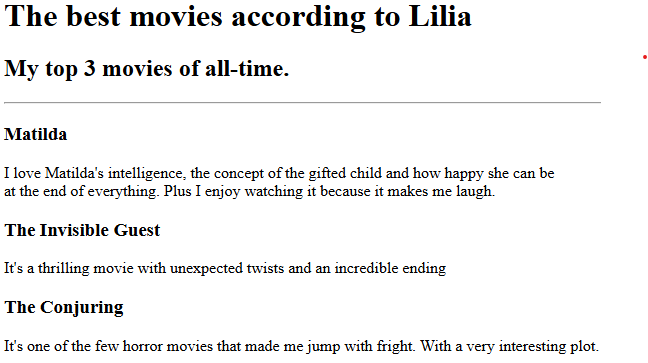 The best movies according to Lilia
My top 3 movies of all-time.
Matilda
I love Matilda's intelligence, the concept of the gifted child and how happy she can be
at the end of everything. Plus I enjoy watching it because it makes me laugh.
The Invisible Guest
It's a thrilling movie with unexpected twists and an incredible ending
The Conjuring
It's one of the few horror movies that made me jump with fright. With a very interesting plot.